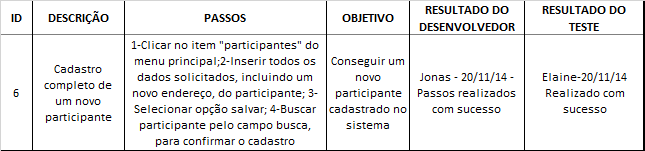 ID
DESCRIÇÃO
PASSOS
OBJETIVO
RESULTADO DO
DESENVOLVEDOR
RESULTADO DO
TESTE
6
Cadastro
completo de
um novo
participante
1-Clicar no item "participantes" do
menu principal;2-Inserir todos os
dados solicitados, incluindo um
novo endereço, do participante; 3-
Selecionar opção salvar; 4-Buscar
participante pelo campo busca,
para confirmar o cadastro
Conseguir um
novo
participante
cadastrado no
sistema
Jonas - 20/11/14 -
Passos realizados
com sucesso
Elaine-20/11/14
Realizado com
sucesso